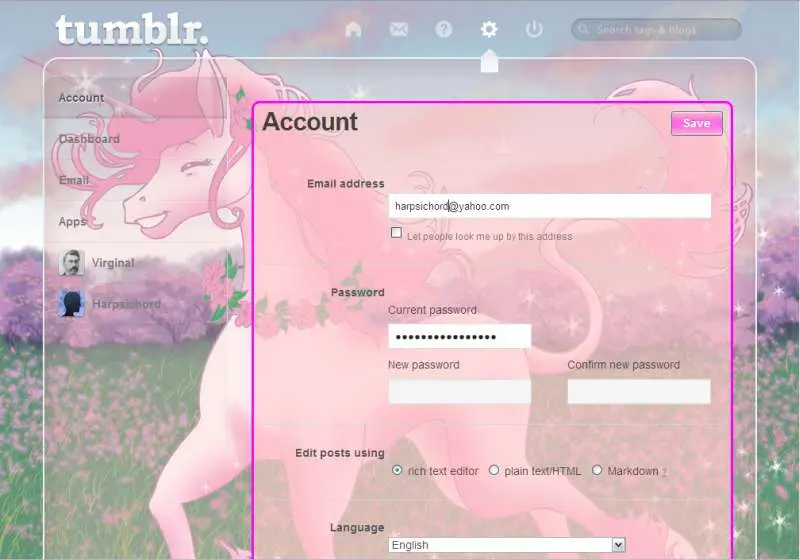 tumblr.
Search tags & blogs
Account
Dashboard
Email
Apps
Virginal
Harpsichord
Account
Save
Email address
harpsichord@yahoo.com
Let people look me up by this address
Password
Current password
••••••••••••••••
New password
Confirm new password
Edit posts using
rich text editor
plain text/HTML
Markdown ?
Language
English